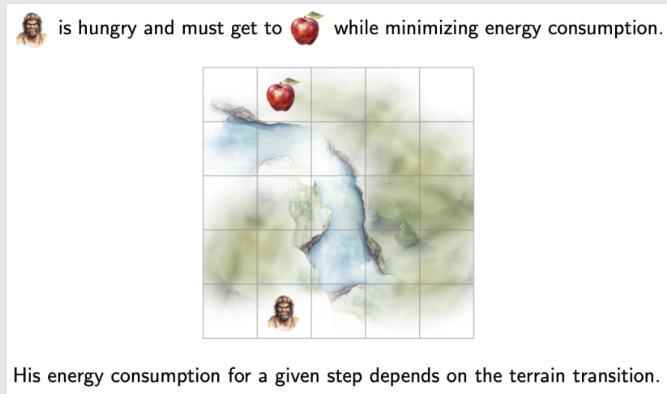 is hungry and must get to while minimizing energy consumption.
His energy consumption for a given step depends on the terrain transition.